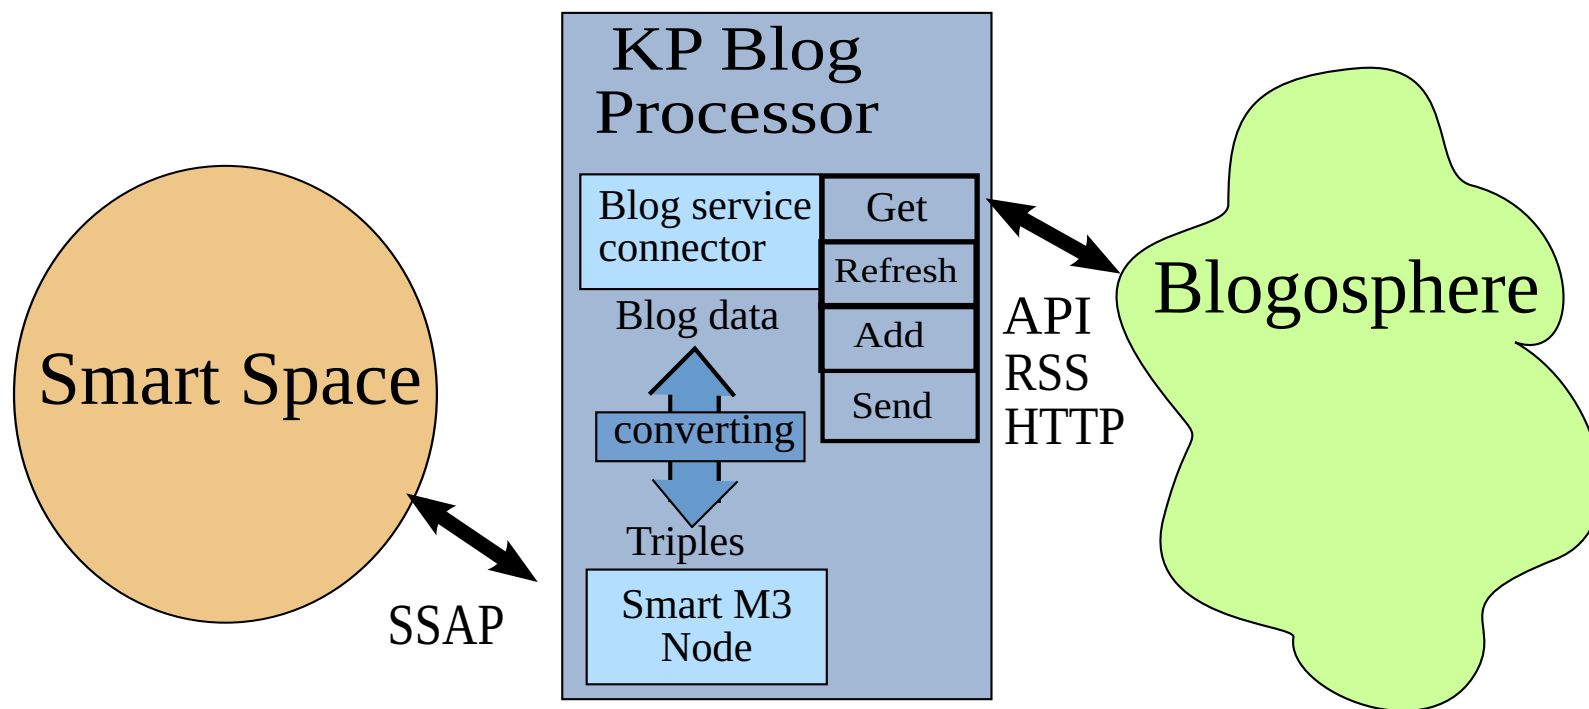 KP Blog
Processor
Blog service
connector
Get
Refresh
Add
Send
Blog data
converting
Triples
Smart M3
Node
Smart Space
SSAP
API
RSS
HTTP
Blogosphere